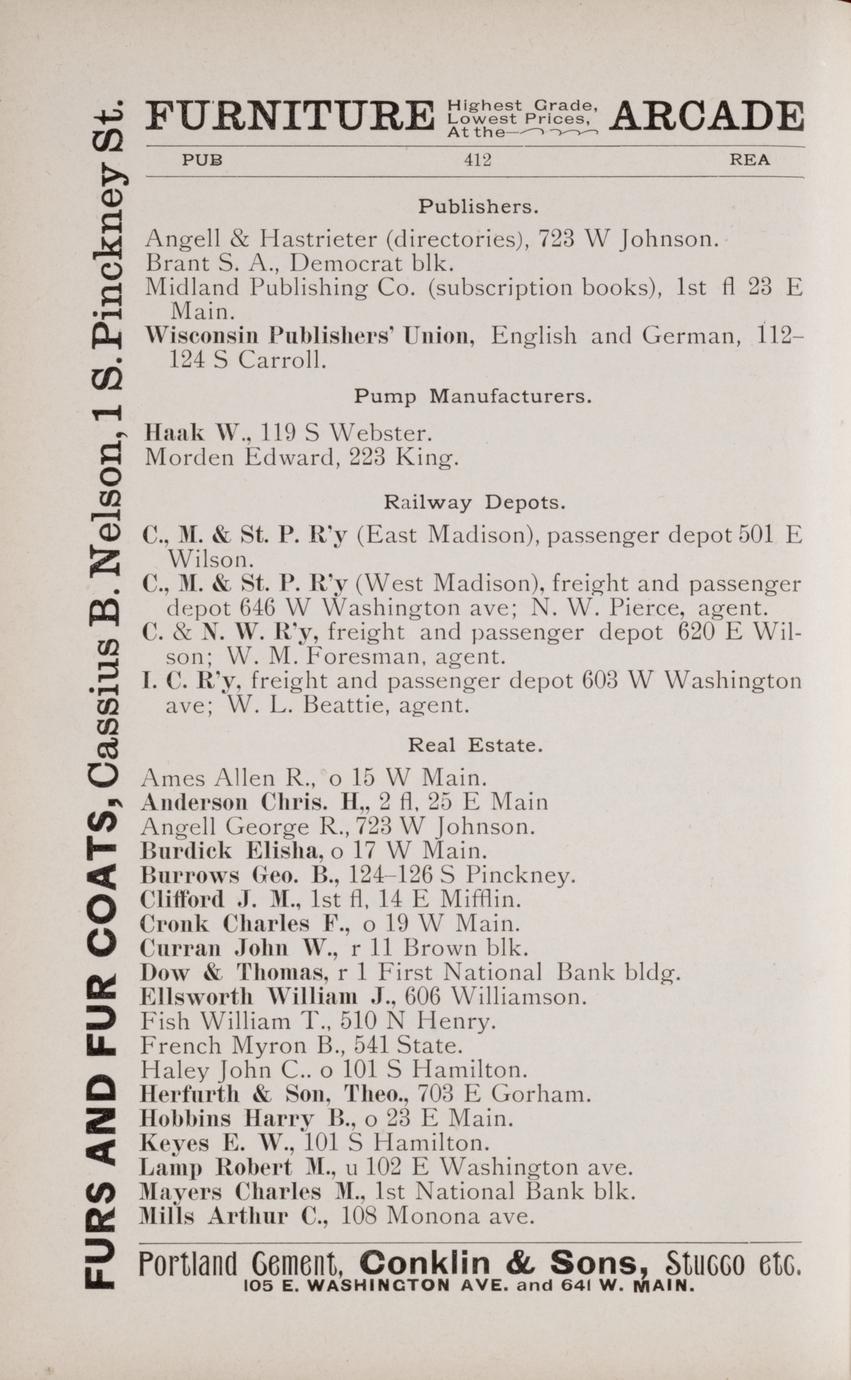 FURNITURE Highest Grade, Lowest Prices, At the ARCADE
PUB 412 REA
Publishers.
Angell & Hastrieter (directories), 723 W Johnson.
Brant S. A., Democrat blk.
Midland Publishing Co. (subscription books), 1st fl 23 E
Main.
Wisconsin Publishers' Union, English and German, 112–
124 S Carroll.
Pump Manufacturers.
Haak W., 119 S Webster.
Morden Edward, 223 King.
Railway Depots.
C., M. & St. P. R'y (East Madison), passenger depot 501 E
Wilson.
C., M. & St. P. R'y (West Madison), freight and passenger
depot 646 W Washington ave; N. W. Pierce, agent.
C. & N. W. R'y, freight and passenger depot 620 E Wil-
son; W. M. Foresman, agent.
I. C. R'y, freight and passenger depot 603 W Washington
ave; W. L. Beattie, agent.
Real Estate.
Ames Allen R., o 15 W Main.
Anderson Chris. H,, 2 fl, 25 E Main
Angell George R., 723 W Johnson.
Burdick Elisha, o 17 W Main.
Burrows Geo. B., 124–126 S Pinckney.
Clifford J. M., 1st fl, 14 E Mifflin.
Cronk Charles F., o 19 W Main.
Curran John W., r 11 Brown blk.
Dow & Thomas, r 1 First National Bank bldg.
Ellsworth William J., 606 Williamson.
Fish William T., 510 N Henry.
French Myron B., 541 State.
Haley John C.. o 101 S Hamilton.
Herfurth & Son, Theo., 703 E Gorham.
Hobbins Harry B., o 23 E Main.
Keyes E. W., 101 S Hamilton.
Lamp Robert M., u 102 E Washington ave.
Mayers Charles M., 1st National Bank blk.
Mills Arthur C., 108 Monona ave.
Portland Cement, Conklin & Sons, Stucco etc.
105 E. WASHINGTON AVE. and 641 W. MAIN.
FURS AND FUR COATS, Cassius B. Nelson, 1 S. Pinckney St.